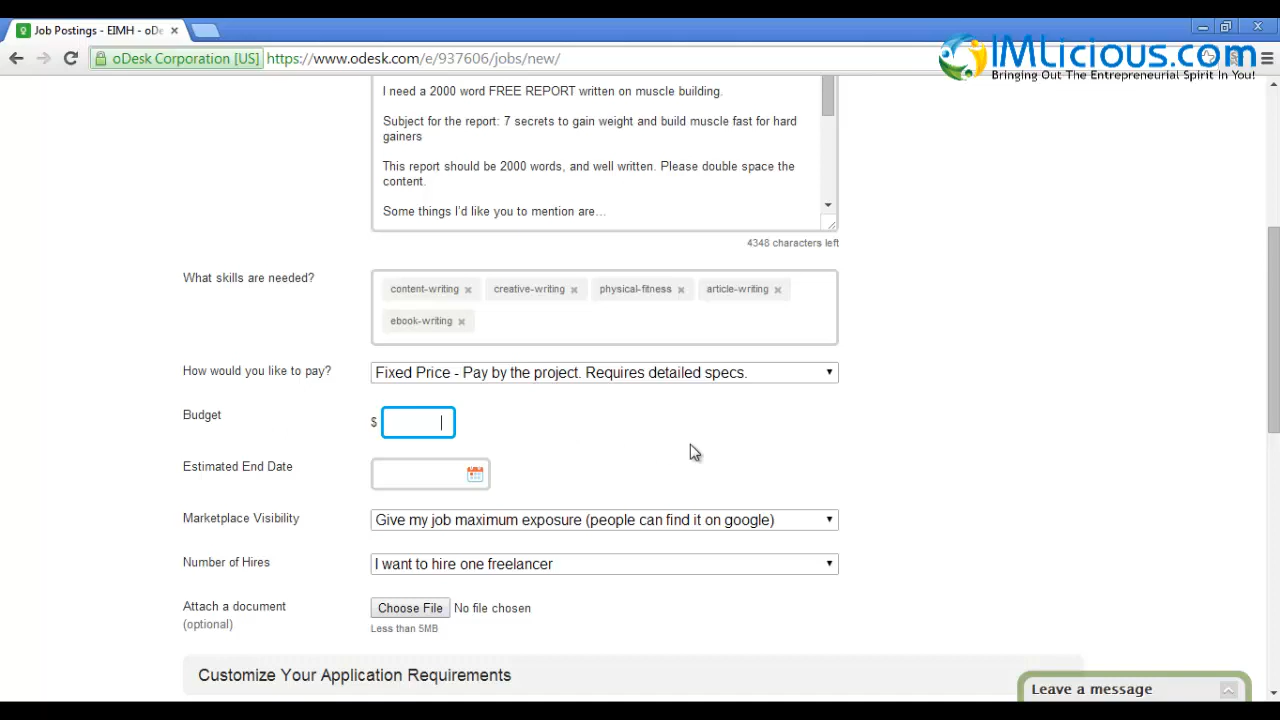 Job Postings - EIMH - oDe
oDesk Corporation [US]
https://www.odesk.com/e/937606/jobs/new/
IMLicious.com
Bringing Out The Entrepreneurial Spirit In You!
I need a 2000 word FREE REPORT written on muscle building.
Subject for the report: 7 secrets to gain weight and build muscle fast for hard
gainers
This report should be 2000 words, and well written. Please double space the
content.
Some things I'd like you to mention are…
4348 characters left
What skills are needed?
content-writing
creative-writing
physical-fitness
article-writing
ebook-writing
How would you like to pay?
Fixed Price - Pay by the project. Requires detailed specs.
Budget
$
Estimated End Date
Marketplace Visibility
Give my job maximum exposure (people can find it on google)
Number of Hires
I want to hire one freelancer
Attach a document
(optional)
Choose File No file chosen
Less than 5MB
Customize Your Application Requirements
Leave a message